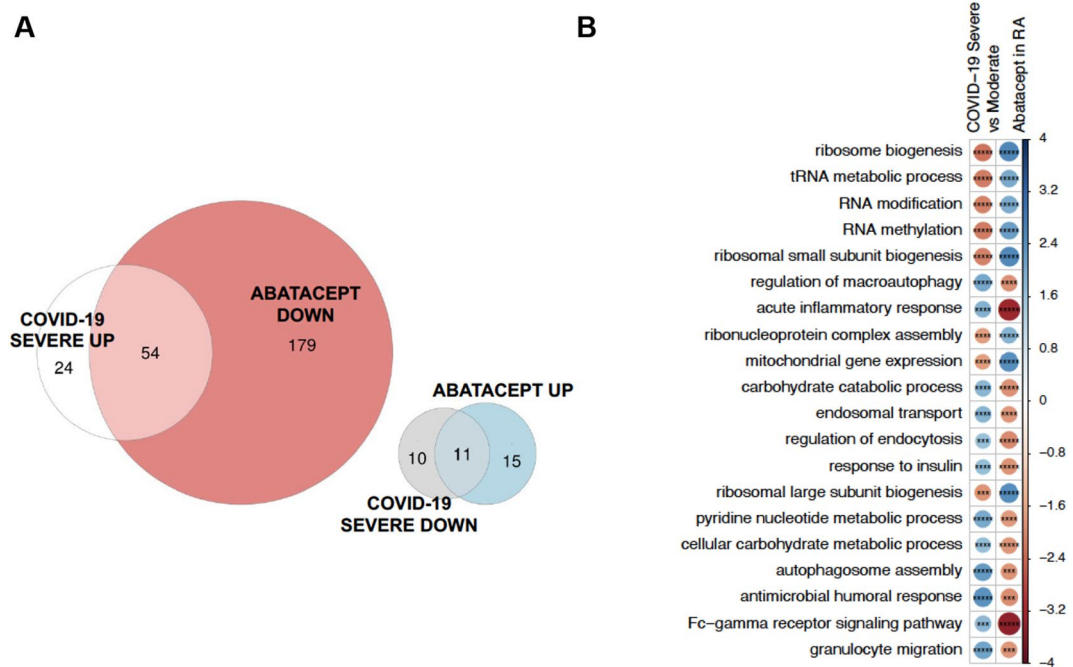 A
COVID-19
SEVERE UP
24
54
ABATACEPT
DOWN
179
ABATACEPT UP
10
11
15
COVID-19
SEVERE DOWN
B
COVID−19 Severe
vs Moderate
Abatacept in RA
ribosome biogenesis
tRNA metabolic process
RNA modification
RNA methylation
ribosomal small subunit biogenesis
regulation of macroautophagy
acute inflammatory response
ribonucleoprotein complex assembly
mitochondrial gene expression
carbohydrate catabolic process
endosomal transport
regulation of endocytosis
response to insulin
ribosomal large subunit biogenesis
pyridine nucleotide metabolic process
cellular carbohydrate metabolic process
autophagosome assembly
antimicrobial humoral response
Fc−gamma receptor signaling pathway
granulocyte migration
4
3.2
2.4
1.6
0.8
0
−0.8
−1.6
−2.4
−3.2
−4